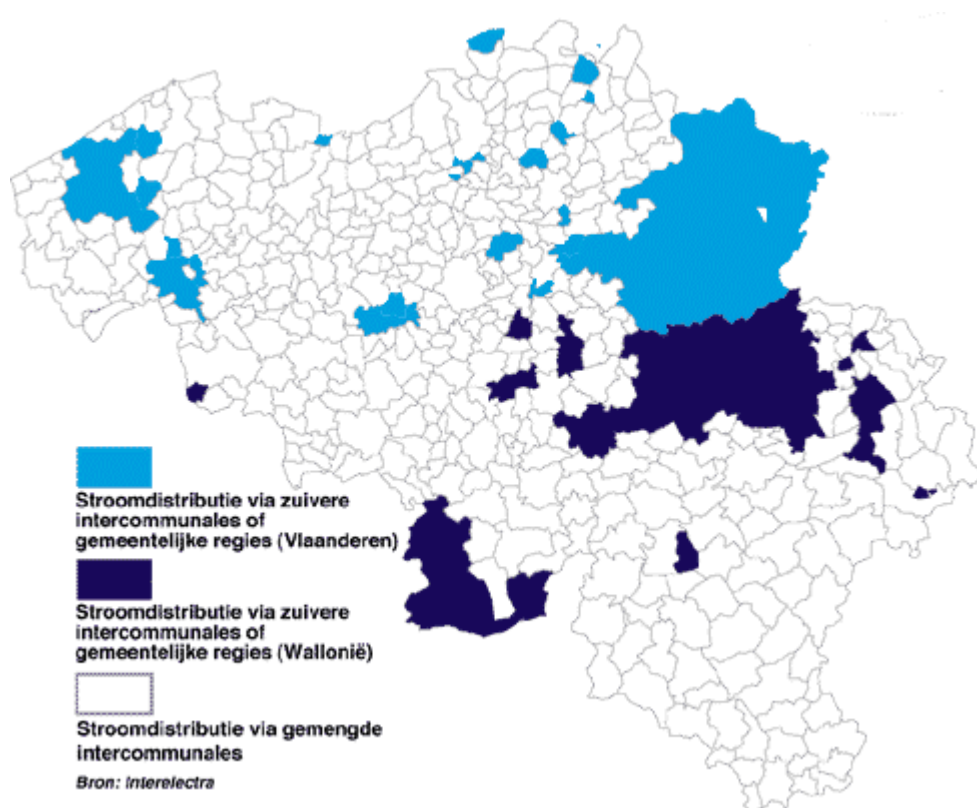 Stroomdistributie via zuivere
intercommunales of
gemeentelijke regies (Vlaanderen)
Stroomdistributie via zuivere
intercommunales of
gemeentelijke regies (Wallonië)
Stroomdistributie via gemengde
intercommunales
Bron: Interelectra